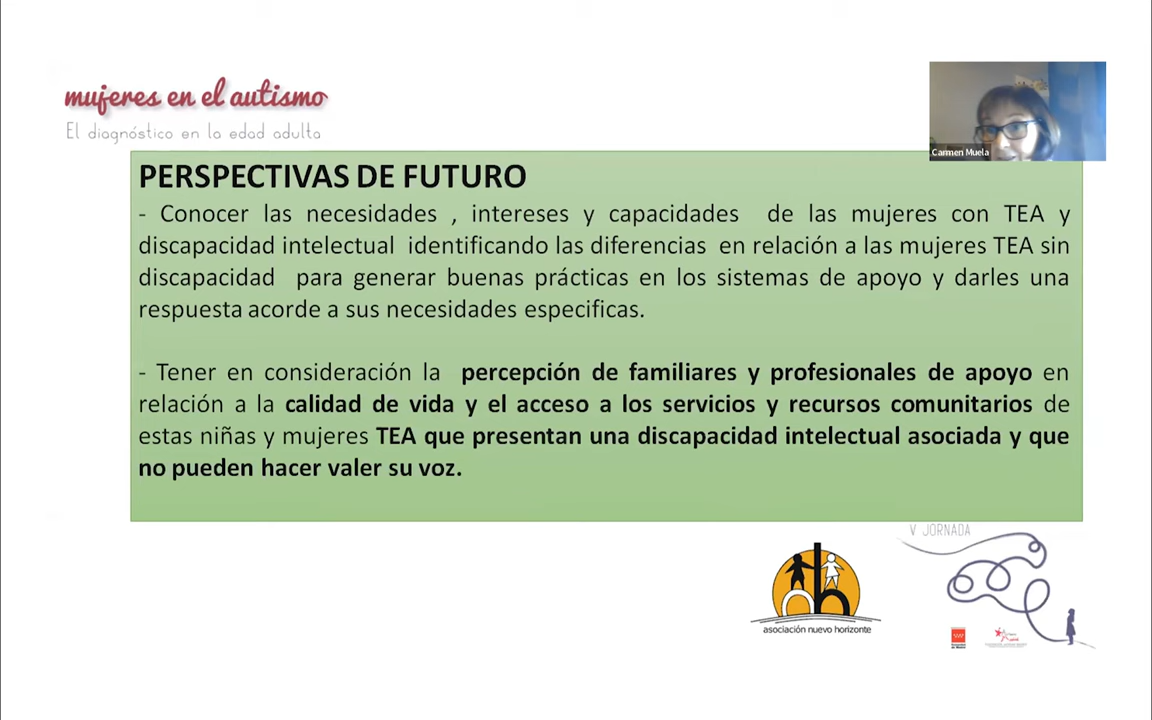 mujeres en el autismo
El diagnóstico en la edad adulta
Carmen Muela
PERSPECTIVAS DE FUTURO
- Conocer las necesidades , intereses y capacidades de las mujeres con TEA y
discapacidad intelectual identificando las diferencias en relación a las mujeres TEA sin
discapacidad para generar buenas prácticas en los sistemas de apoyo y darles una
respuesta acorde a sus necesidades especificas.
- Tener en consideración la percepción de familiares y profesionales de apoyo en
relación a la calidad de vida y el acceso a los servicios y recursos comunitarios de
estas niñas y mujeres TEA que presentan una discapacidad intelectual asociada y que
no pueden hacer valer su voz.
V JORNADA
asociación nuevo horizonte